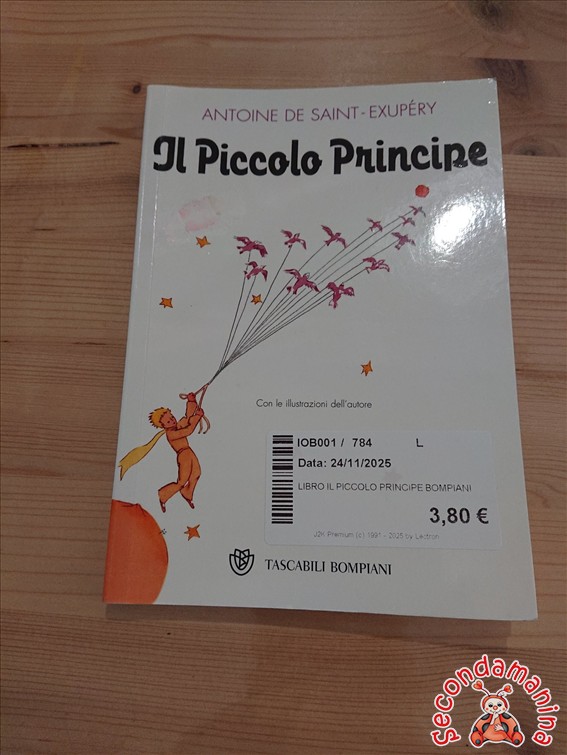 ANTOINE DE SAINT-EXUPÉRY
Il Piccolo Principe
Con le illustrazioni dell'autore
IOB001 / 784 L
Data: 24/11/2025
LIBRO IL PICCOLO PRINCIPE BOMPIANI
3,80 €
J2K Premium (c) 1991 - 2025 by Lectron
TASCABILI BOMPIANI
secondamanina